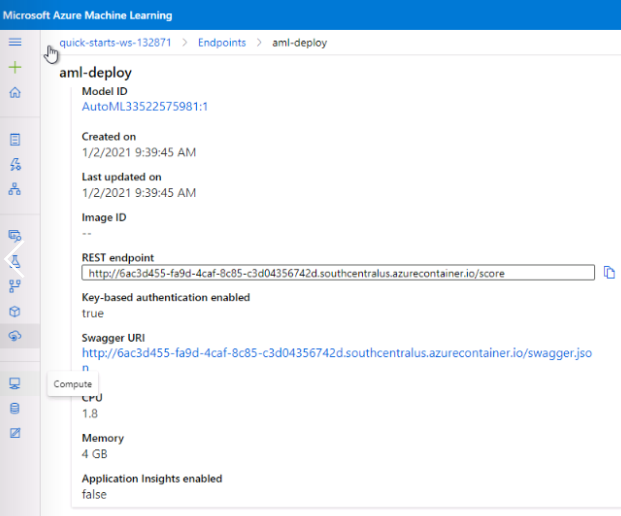 Microsoft Azure Machine Learning
quick-starts-ws-132871 > Endpoints > aml-deploy
aml-deploy
Model ID
AutoML33522575981:1
Created on
1/2/2021 9:39:45 AM
Last updated on
1/2/2021 9:39:45 AM
Image ID
--
REST endpoint
http://6ac3d455-fa9d-4caf-8c85-c3d04356742d.southcentralus.azurecontainer.io/score
Key-based authentication enabled
true
Swagger URI
http://6ac3d455-fa9d-4caf-8c85-c3d04356742d.southcentralus.azurecontainer.io/swagger.jso
n
Compute
CPU
1.8
Memory
4 GB
Application Insights enabled
false